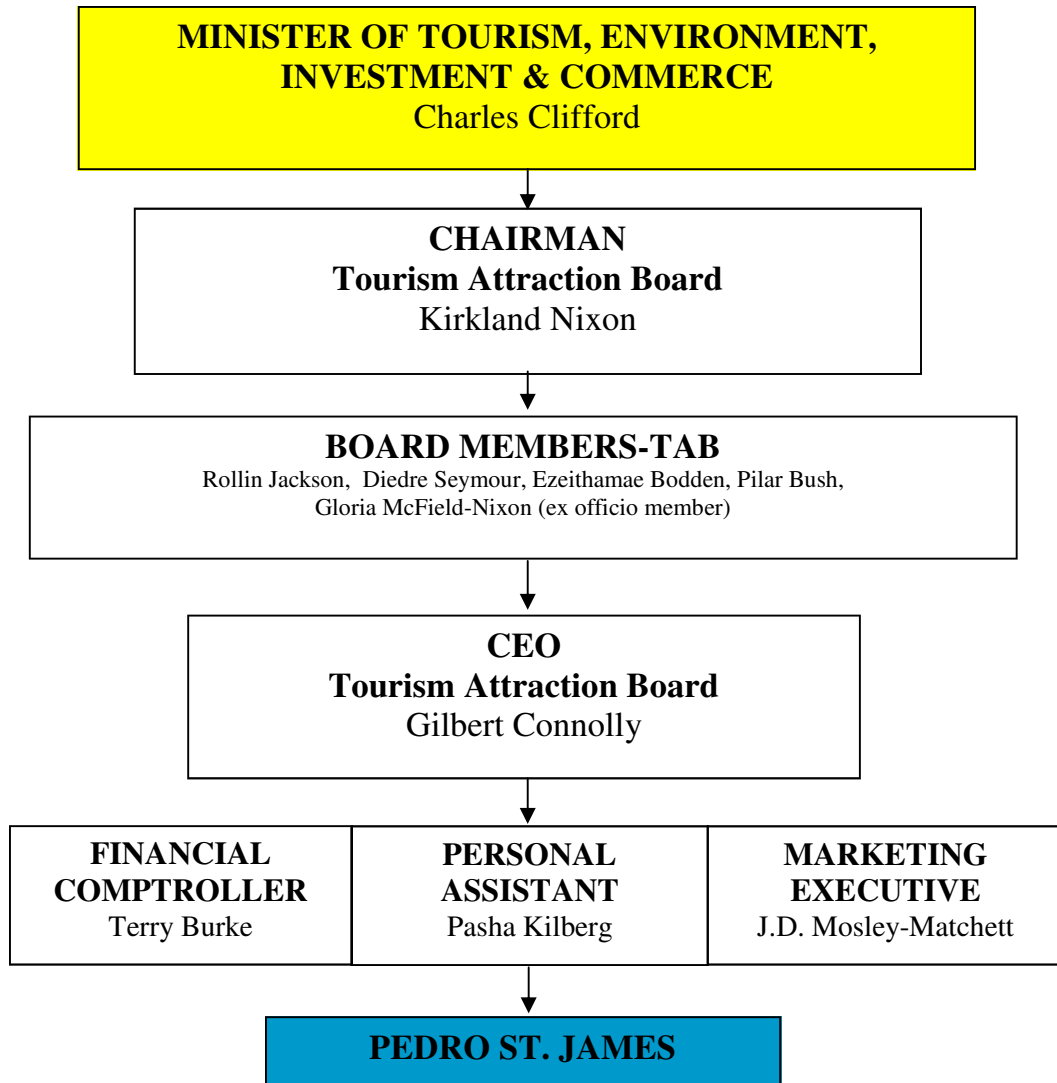 MINISTER OF TOURISM, ENVIRONMENT,
INVESTMENT & COMMERCE
Charles Clifford
CHAIRMAN
Tourism Attraction Board
Kirkland Nixon
BOARD MEMBERS-TAB
Rollin Jackson, Diedre Seymour, Ezeithamae Bodden, Pilar Bush,
Gloria McField-Nixon (ex officio member)
CEO
Tourism Attraction Board
Gilbert Connolly
FINANCIAL
COMPTROLLER
Terry Burke
PERSONAL
ASSISTANT
Pasha Kilberg
MARKETING
EXECUTIVE
J.D. Mosley-Matchett
PEDRO ST. JAMES